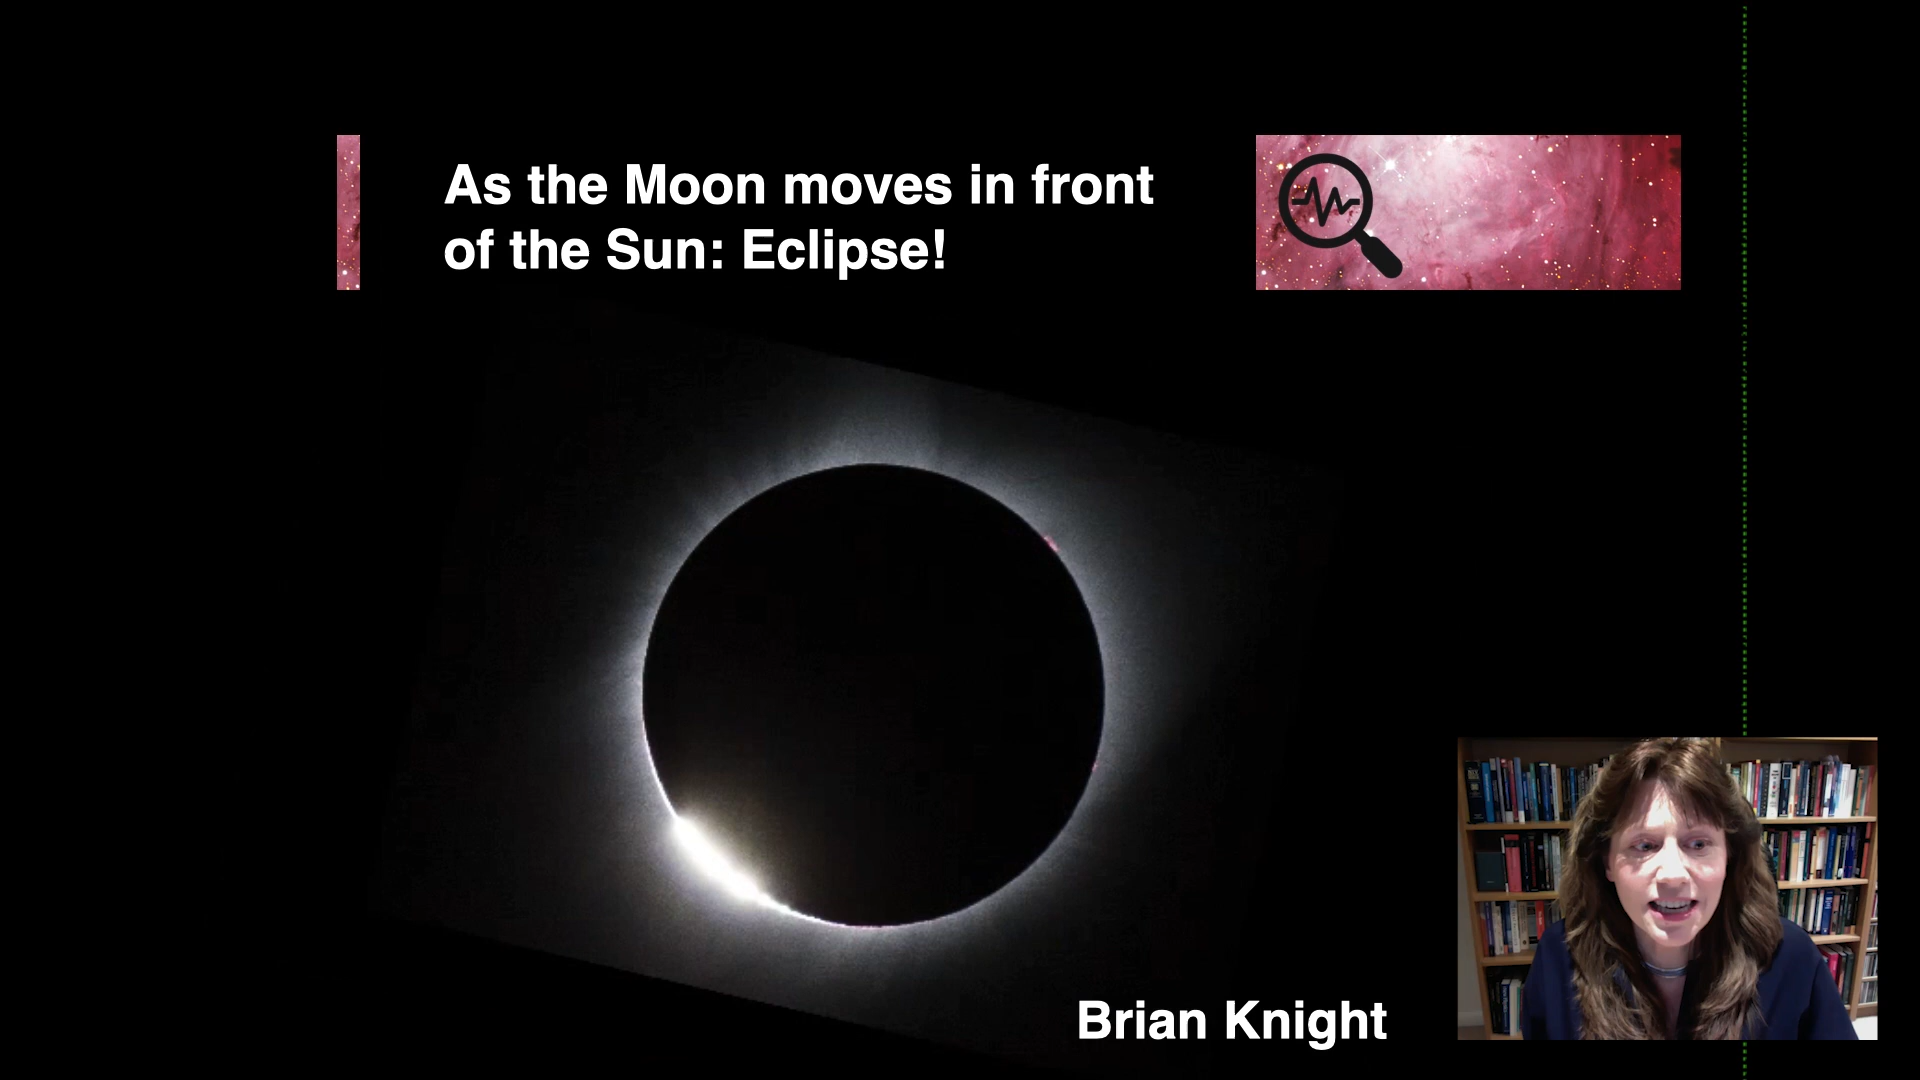 As the Moon moves in front
of the Sun: Eclipse!
Brian Knight